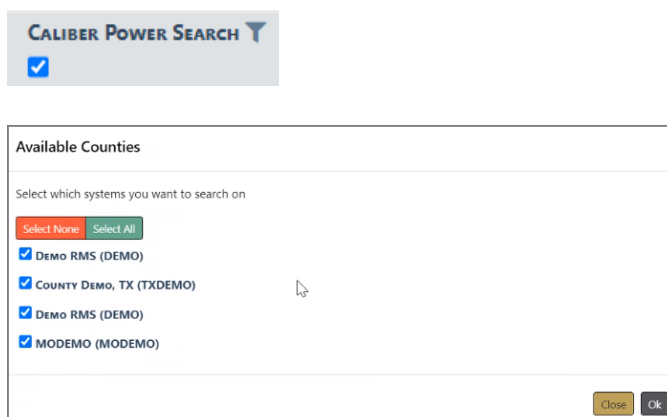 Caliber Power Search
Available Counties
Select which systems you want to search on
Select None Select All
Demo RMS (DEMO)
County Demo, TX (TXDEMO)
Demo RMS (DEMO)
MODEMO (MODEMO)
Close Ok